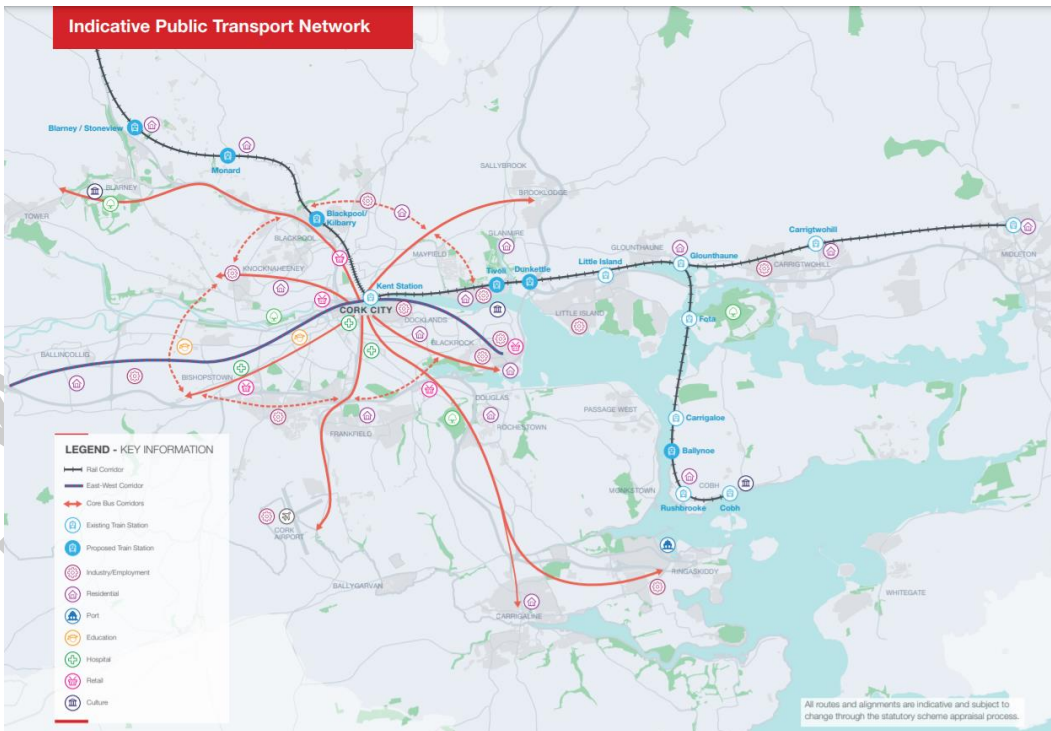 Indicative Public Transport Network
Blarney / Stoneview
Monard
SALLYBROOK
BROOKLODGE
BLARNEY
TOWER
Blackpool/
Kilbarry
BLACKPOOL
MAYFIELD
GLANMIRE
GLOUNTHAUNE
Carrigtwohill
MIDLETON
KNOCKNAHEENEY
Kent Station
Tivoli
Dunkettle
Little Island
Glounthaune
CARRIGTWOHILL
CORK CITY
DOCKLANDS
LITTLE ISLAND
Fota
BLACKROCK
BALLINCOLLIG
BISHOPSTOWN
DOUGLAS
ROCHESTOWN
PASSAGE WEST
Carrigaloe
FRANKFIELD
Ballynoe
MONKSTOWN
COBH
Rushbrooke
Cobh
CORK
AIRPORT
RINGASKIDDY
BALLYGARVAN
WHITEGATE
CARRIGALINE
LEGEND - KEY INFORMATION
Rail Corridor
East-West Corridor
Core Bus Corridors
Existing Train Station
Proposed Train Station
Industry/Employment
Residential
Port
Education
Hospital
Retail
Culture
All routes and alignments are indicative and subject to
change through the statutory scheme appraisal process.